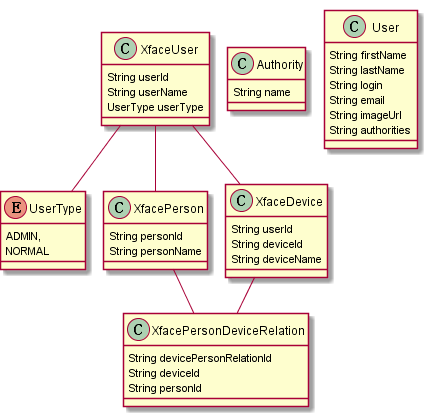 C XfaceUser
String userId
String userName
UserType userType
C Authority
String name
C User
String firstName
String lastName
String login
String email
String imageUrl
String authorities
E UserType
ADMIN,
NORMAL
C XfacePerson
String personId
String personName
C XfaceDevice
String userId
String deviceId
String deviceName
C XfacePersonDeviceRelation
String devicePersonRelationId
String deviceId
String personId